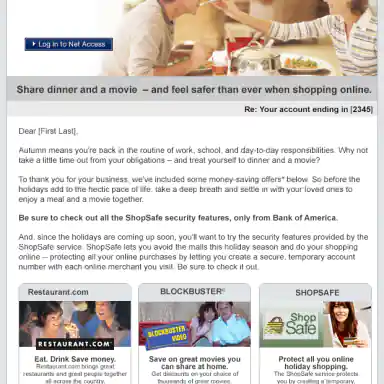 Log in to Net Access
Share dinner and a movie – and feel safer than ever when shopping online.
Re: Your account ending in [2345]
Dear [First Last],
Autumn means you're back in the routine of work, school, and day-to-day responsibilities. Why not
take a little time out from your obligations – and treat yourself to dinner and a movie?
To thank you for your business, we've included some money-saving offers* below. So before the
holidays add to the hectic pace of life, take a deep breath and settle in with your loved ones to
enjoy a meal and a movie together.
Be sure to check out all the ShopSafe security features, only from Bank of America.
And, since the holidays are coming up soon, you'll want to try the security features provided by the
ShopSafe service. ShopSafe lets you avoid the malls this holiday season and do your shopping
online – protecting all your online purchases by letting you create a secure, temporary account
number with each online merchant you visit. Be sure to check it out.
Restaurant.com
BLOCKBUSTER®
SHOPSAFE
RESTAURANT.COM
BLOCKBUSTER
VIDEO
Shop
Safe
Eat. Drink Save money.
Restaurant.com brings great
restaurants and great people together
all across the country.
Save on great movies you
can share at home.
Get discounts on your choice of
thousands of great movies
Protect all you online
holiday shopping.
The ShopSafe service protects
you by creating a temporary,